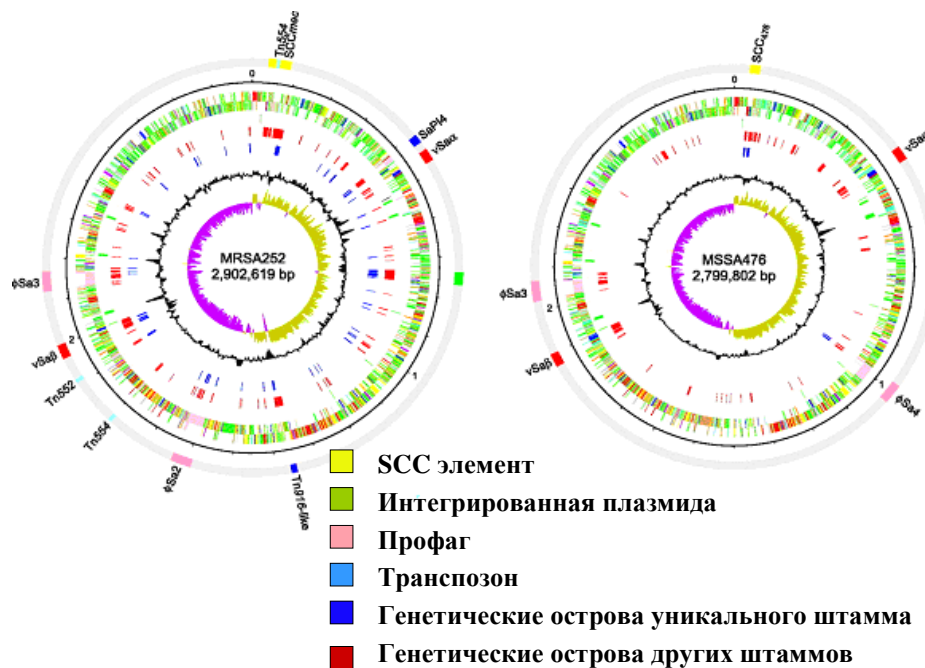 Tn554
SCCmec
SaPI4
νSaα
0
1
2
MRSA252
2,902,619 bp
φSa3
νSaβ
Tn552
Tn554
φSa2
Tn916-like
SCC476
νSaα
0
1
2
MSSA476
2,799,802 bp
φSa3
νSaβ
φSa4
SCC элемент
Интегрированная плазмида
Профаг
Транспозон
Генетические острова уникального штамма
Генетические острова других штаммов